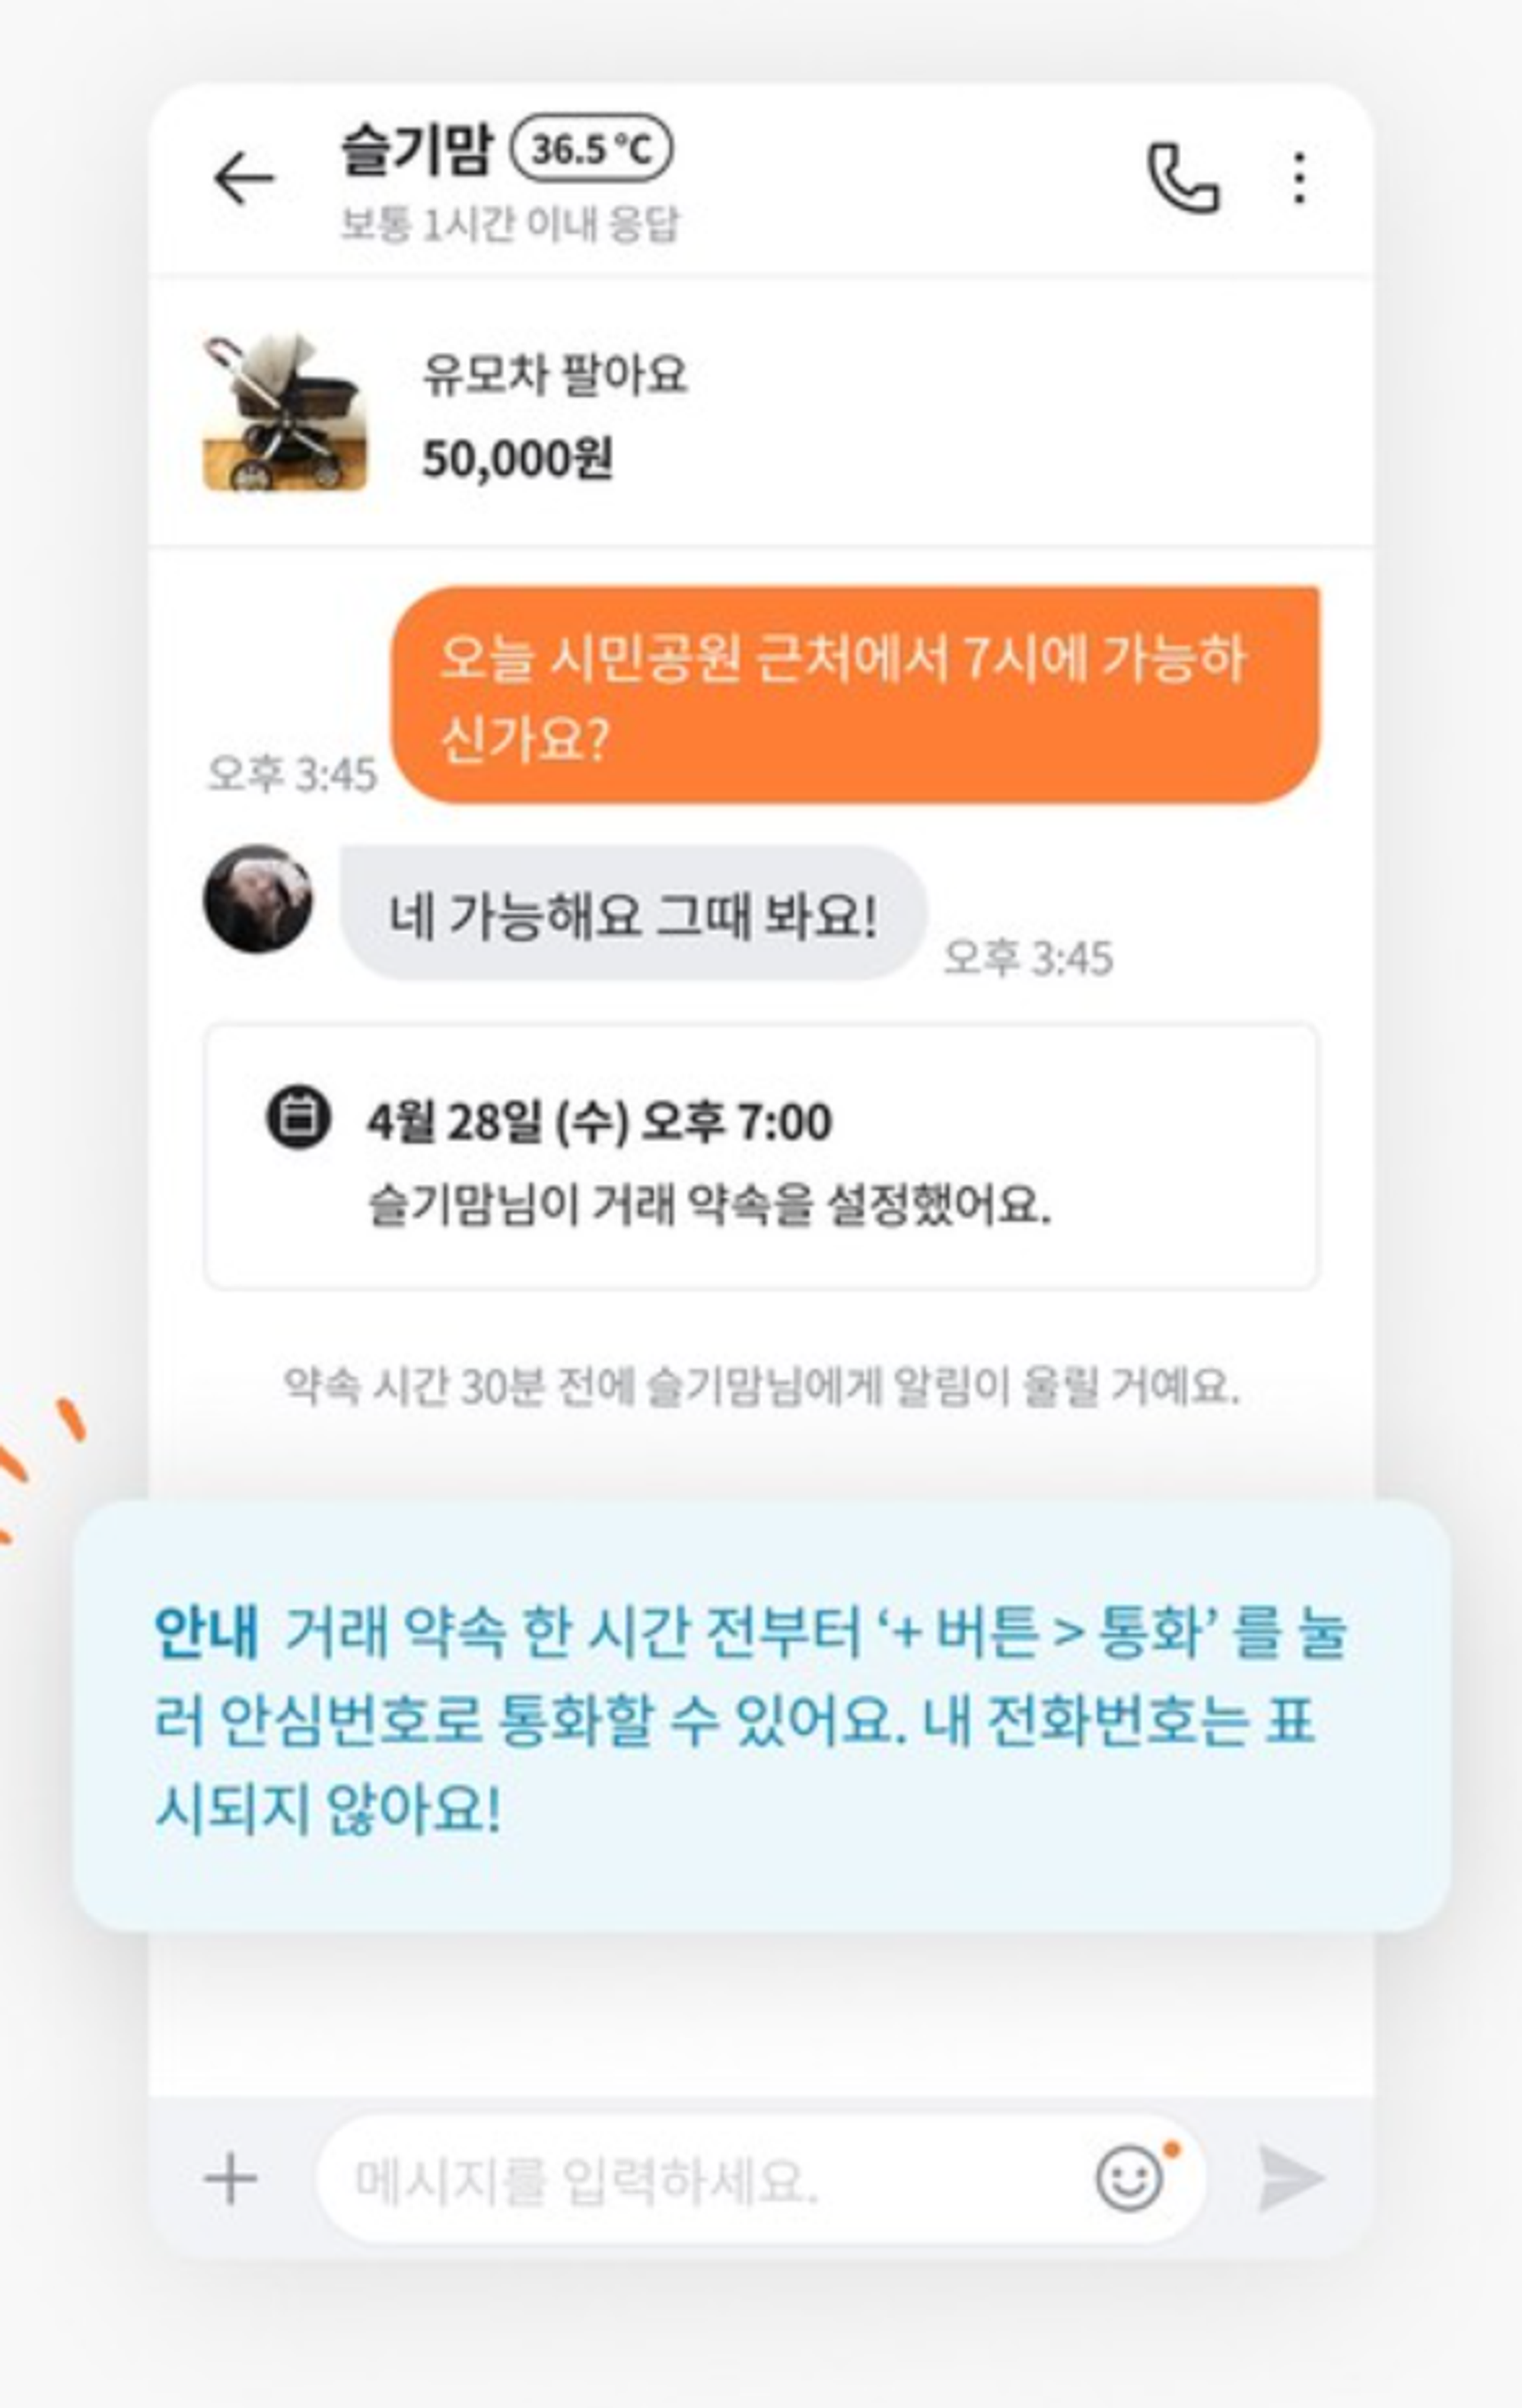 슬기맘 36.5 °C
보통 1시간 이내 응답
유모차 팔아요
50,000원
오늘 시민공원 근처에서 7시에 가능하
신가요?
오후 3:45
네 가능해요 그때 봐요!
오후 3:45
4월 28일 (수) 오후 7:00
슬기맘님이 거래 약속을 설정했어요.
약속 시간 30분 전에 슬기맘님에게 알림이 울릴 거예요.
안내 거래 약속 한 시간 전부터 ‘+ 버튼 > 통화’ 를 눌
러 안심번호로 통화할 수 있어요. 내 전화번호는 표
시되지 않아요!
메시지를 입력하세요.